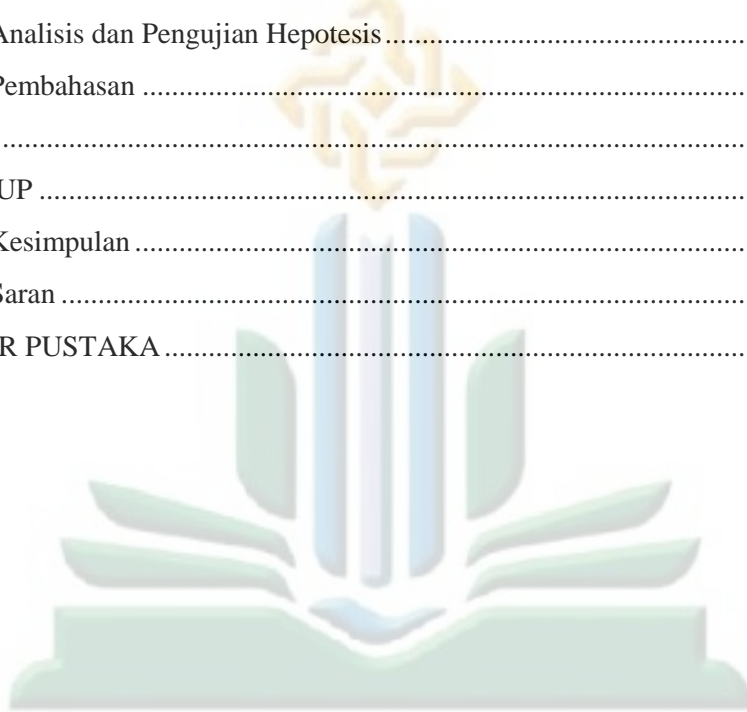 Analisis dan Pengujian Hepotesis................................................
Pembahasan ................................................................................
....................................................................................................
UP ..............................................................................................
Kesimpulan .................................................................................
Saran ...........................................................................................
R PUSTAKA .............................................................................